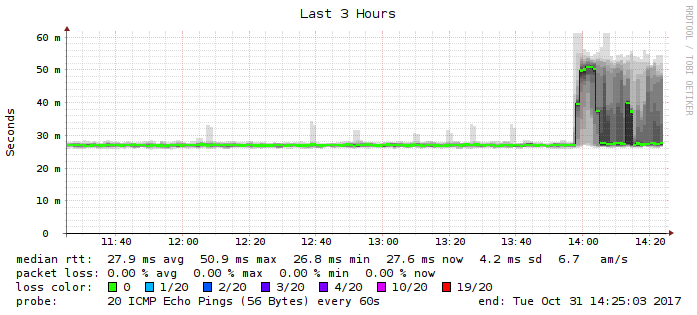 Last 3 Hours
RRDTOOL / TOBI OETIKER
Seconds
60 m
50 m
40 m
30 m
20 m
10 m
0
11:40 12:00 12:20 12:40 13:00 13:20 13:40 14:00 14:20
median rtt: 27.9 ms avg 50.9 ms max 26.8 ms min 27.6 ms now 4.2 ms sd 6.7 am/s
packet loss: 0.00 % avg 0.00 % max 0.00 % min 0.00 % now
loss color: 0 1/20 2/20 3/20 4/20 10/20 19/20
probe: 20 ICMP Echo Pings (56 Bytes) every 60s end: Tue Oct 31 14:25:03 2017